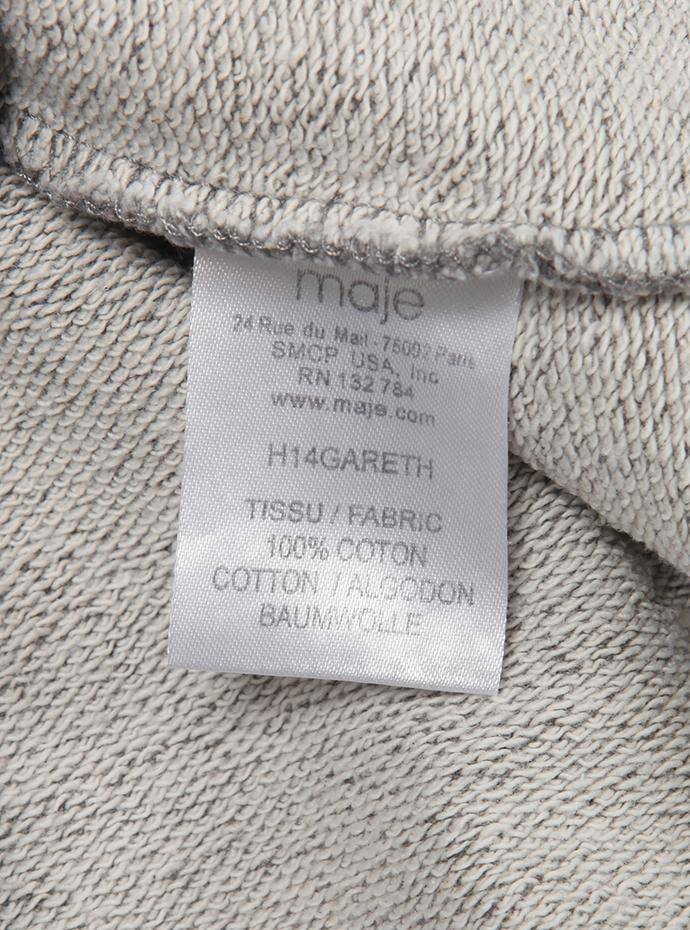 maje
24 Rue du Mail - 75002 Paris
SMCP USA, Inc
RN 132 784
www.maje.com
H14GARETH
TISSU / FABRIC
100% COTON
COTTON / ALGODON
BAUMWOLLE